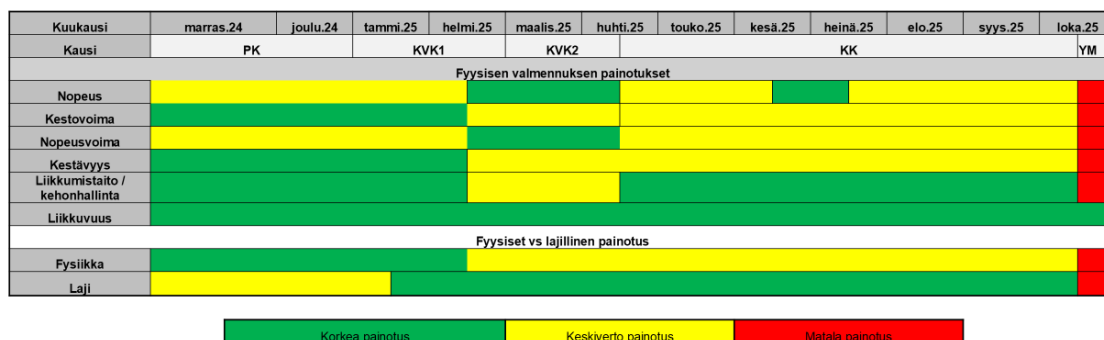 Kuukausi marras.24 joulu.24 tammi.25 helmi.25 maalis.25 huhti.25 touko.25 kesä.25 heinä.25 elo.25 syys.25 loka.25
Kausi PK KVK1 KVK2 KK YM
Fyysisen valmennuksen painotukset
Nopeus
Kestovoima
Nopeusvoima
Kestävyys
Liikkumistaito /
kehonhallinta
Liikkuvuus
Fyysiset vs lajillinen painotus
Fysiikka
Laji
Korkea painotus Keskiverto painotus Matala painotus